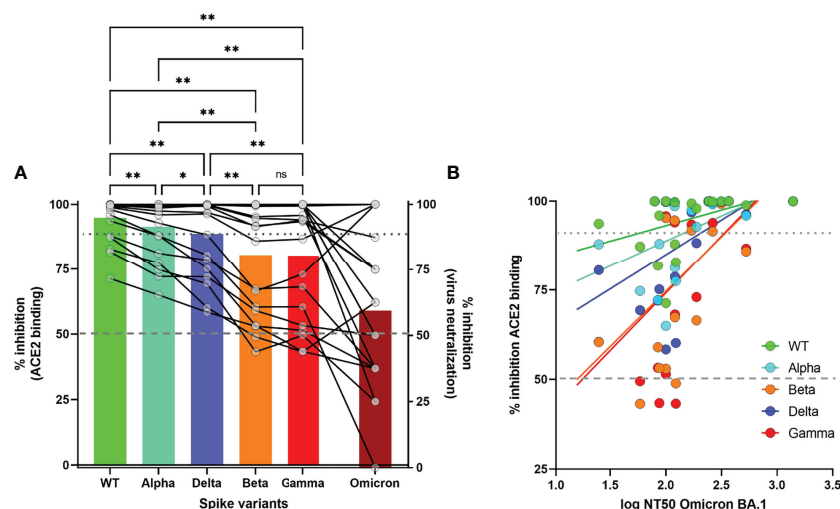 **
**
**
**
** **
** * ** ns
A
100
75
50
25
0
% inhibition
(ACE2 binding)
100
75
50
25
0
% inhibition
(virus neutralization)
WT Alpha Delta Beta Gamma Omicron
Spike variants
B
100
75
50
25
% inhibition ACE2 binding
WT
Alpha
Beta
Delta
Gamma
1.0 1.5 2.0 2.5 3.0 3.5
log NT50 Omicron BA.1